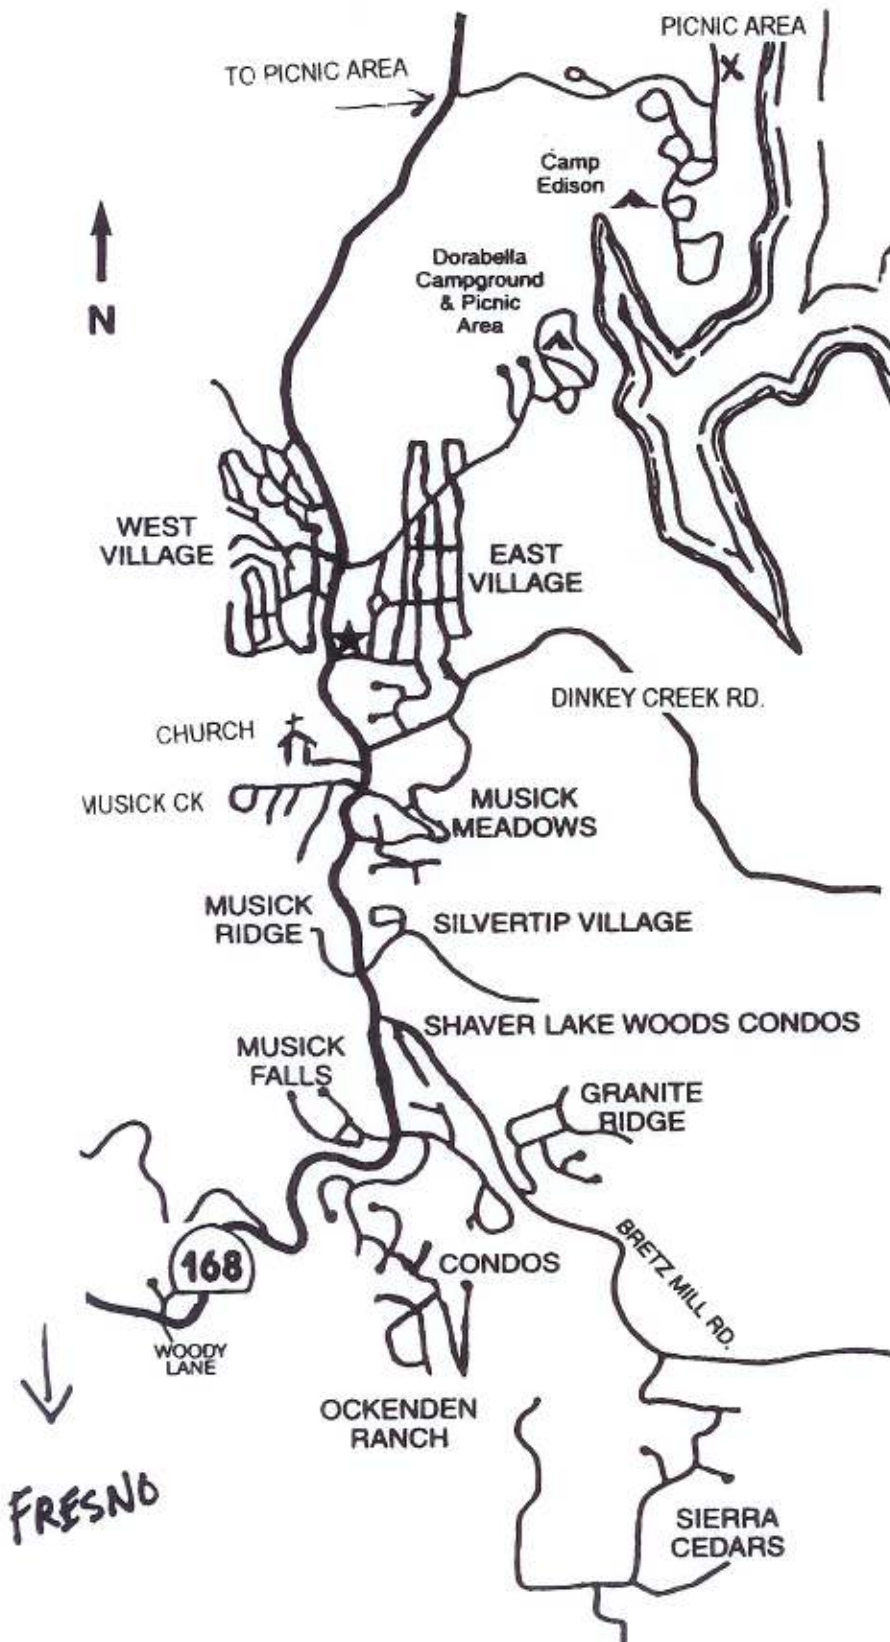 PICNIC AREA
TO PICNIC AREA
X
Camp
Edison
Dorabella
Campground
& Picnic
Area
N
WEST
VILLAGE
EAST
VILLAGE
DINKEY CREEK RD.
CHURCH
MUSICK CK
MUSICK
MEADOWS
MUSICK
RIDGE
SILVERTIP VILLAGE
SHAVER LAKE WOODS CONDOS
MUSICK
FALLS
GRANITE
RIDGE
168
CONDOS
BRETZ MILL RD.
WOODY
LANE
OCKENDEN
RANCH
FRESNO
SIERRA
CEDARS